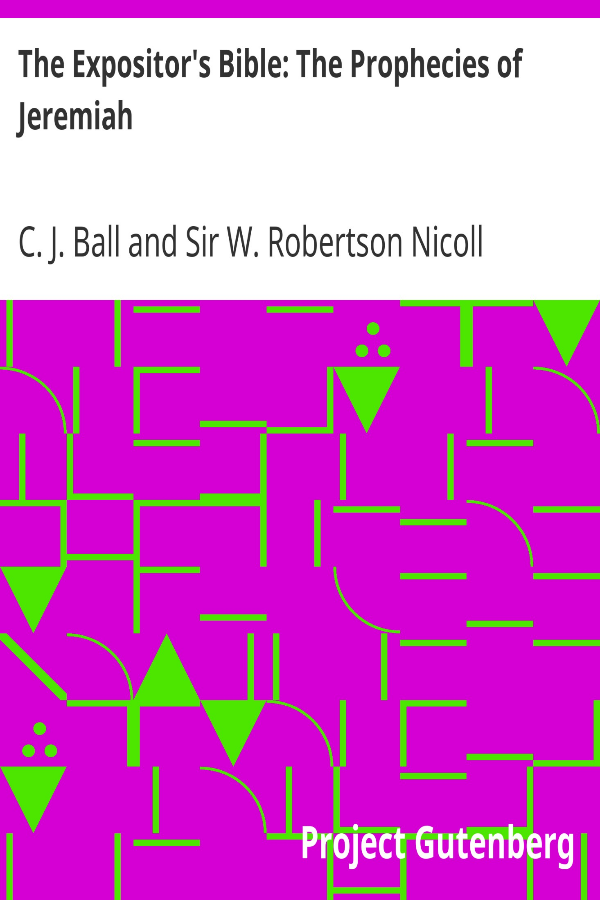 The Expositor's Bible: The Prophecies of
Jeremiah
C. J. Ball and Sir W. Robertson Nicoll
Project Gutenberg